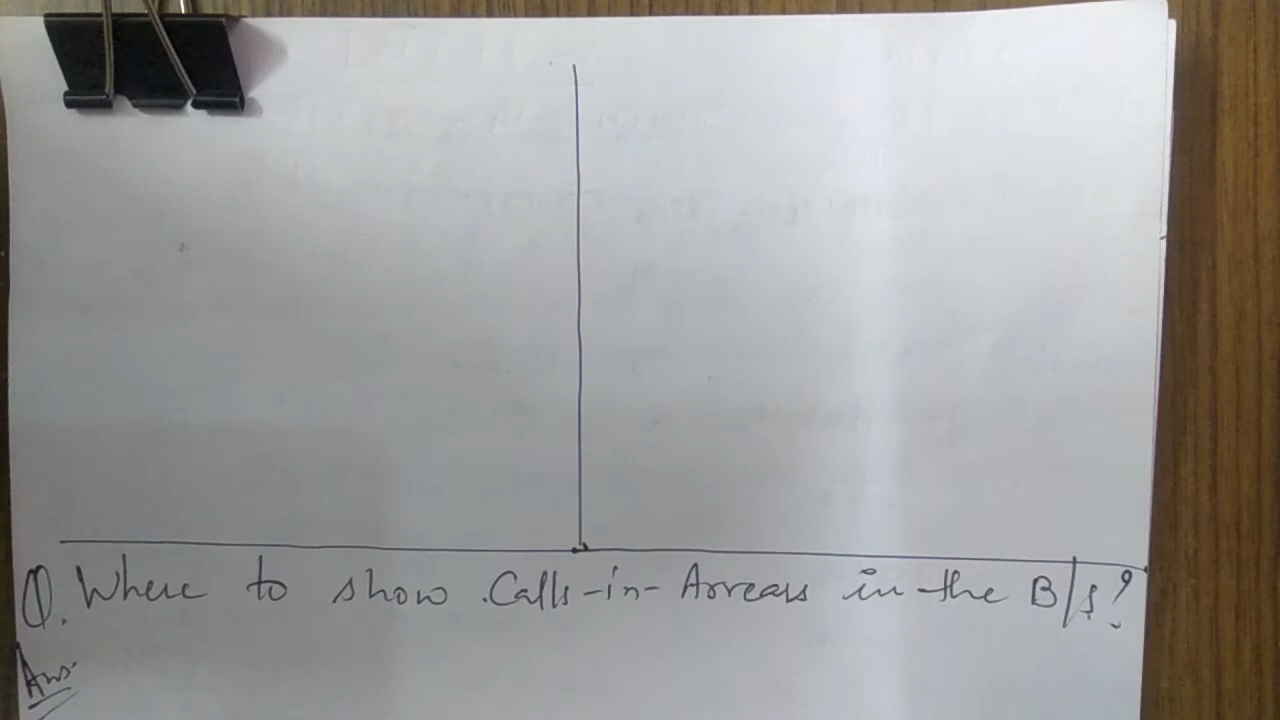 Q. Where to show Calls-in-Arrears in the B/S?
Ans.